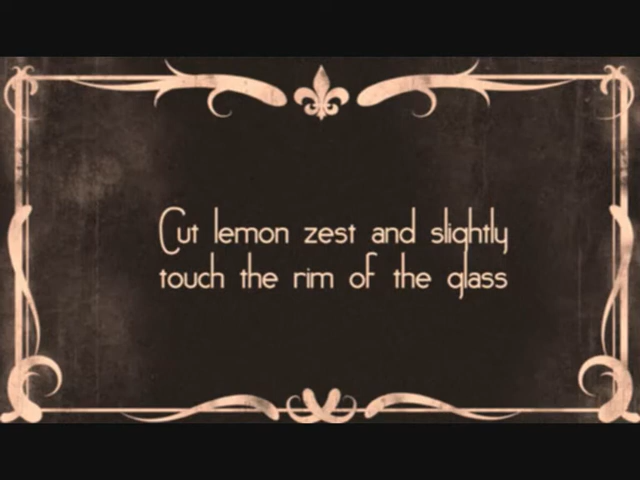 Cut lemon zest and slightly
touch the rim of the glass